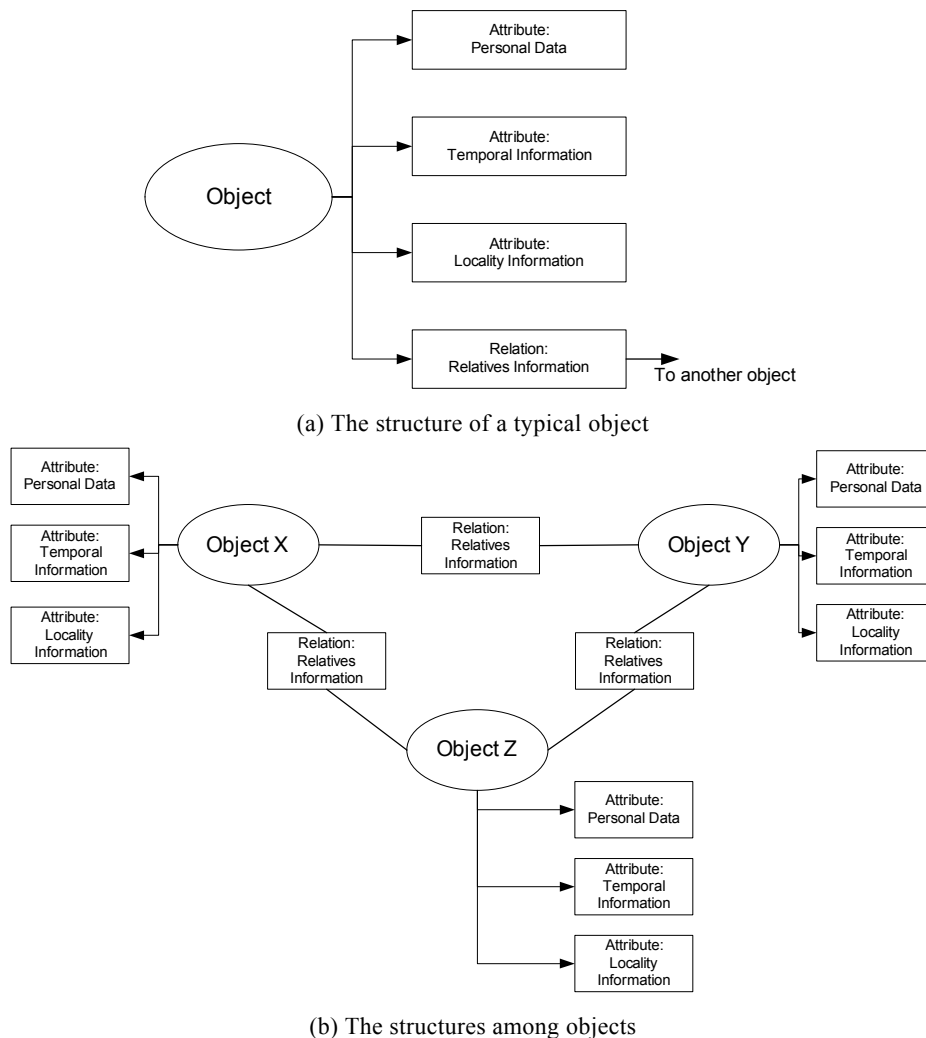 Attribute:
Personal Data
Attribute:
Temporal Information
Object
Attribute:
Locality Information
Relation:
Relatives Information
To another object
(a) The structure of a typical object
Attribute:
Personal Data
Attribute:
Temporal
Information
Attribute:
Locality
Information
Object X
Relation:
Relatives
Information
Object Y
Attribute:
Personal Data
Attribute:
Temporal
Information
Attribute:
Locality
Information
Relation:
Relatives
Information
Relation:
Relatives
Information
Object Z
Attribute:
Personal Data
Attribute:
Temporal
Information
Attribute:
Locality
Information
(b) The structures among objects